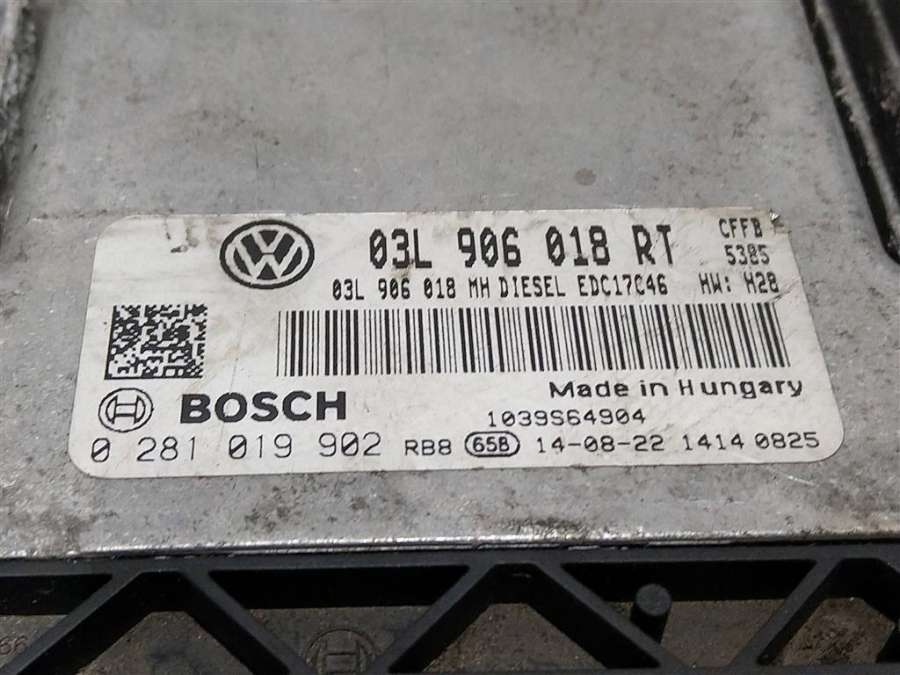 03L 906 018 RT
CFFB
5385
03L 906 018 MH DIESEL EDC17C46 HW: H28
Made in Hungary
BOSCH
1039S64904
0 281 019 902 RB8 65B 14-08-22 1414 0825